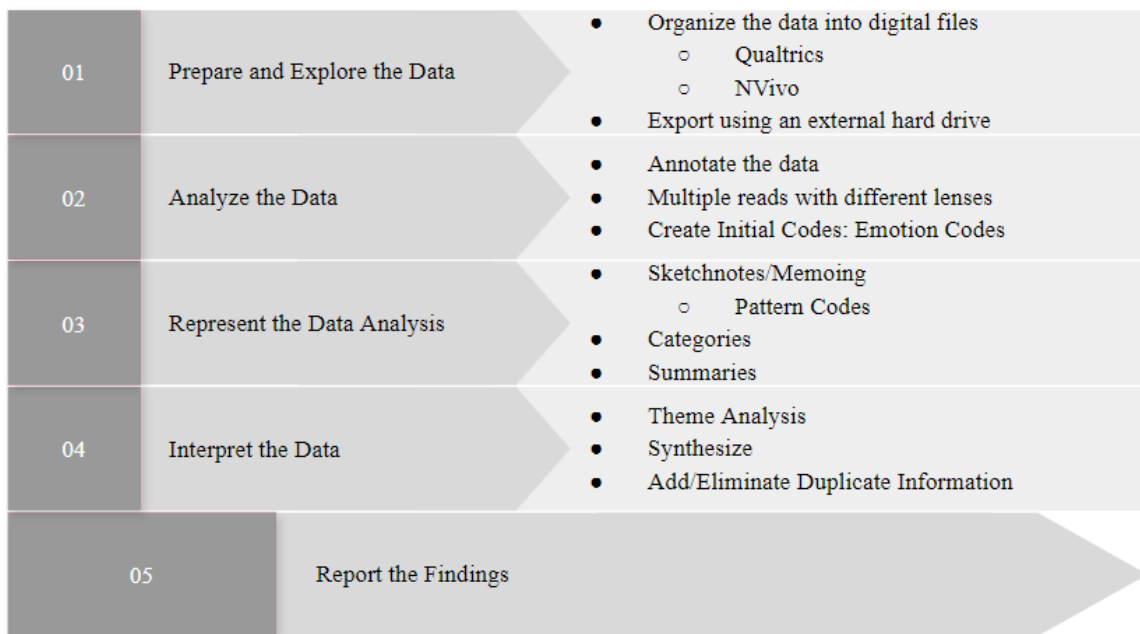 01
Prepare and Explore the Data
● Organize the data into digital files
○ Qualtrics
○ NVivo
● Export using an external hard drive
02
Analyze the Data
● Annotate the data
● Multiple reads with different lenses
● Create Initial Codes: Emotion Codes
03
Represent the Data Analysis
● Sketchnotes/Memoing
○ Pattern Codes
● Categories
● Summaries
04
Interpret the Data
● Theme Analysis
● Synthesize
● Add/Eliminate Duplicate Information
05
Report the Findings